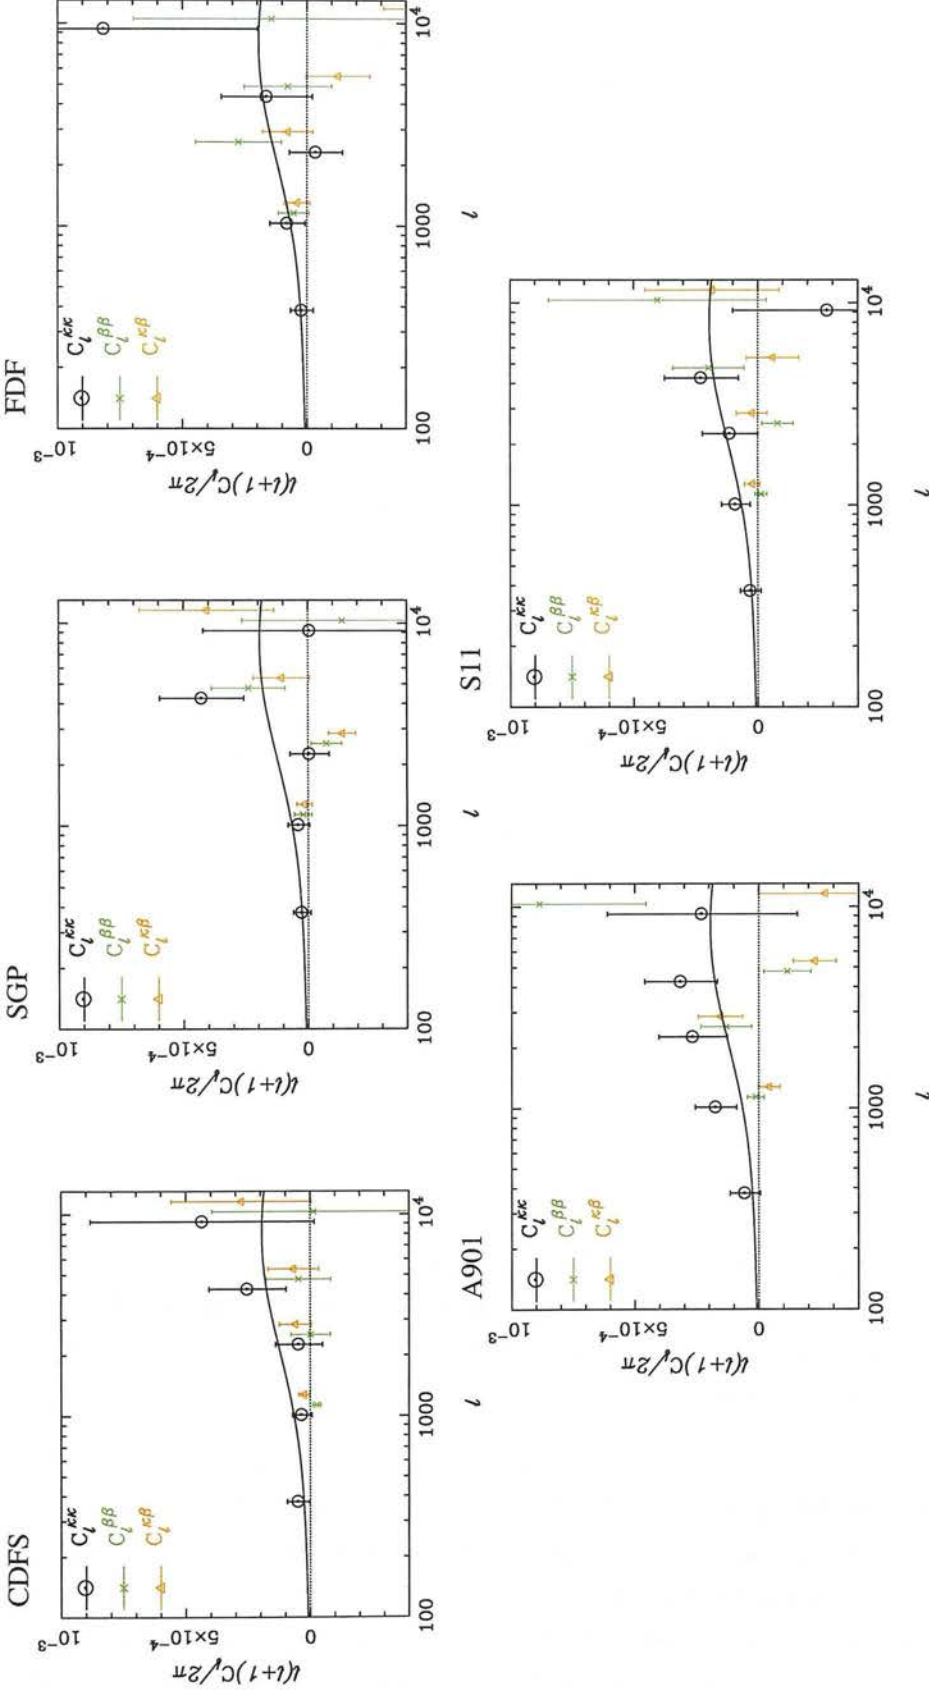 CDFS
C_l^κκ
C_l^ββ
C_l^κβ
10⁻³
5×10⁻⁴
0
l(l+1)C_l/2π
100
1000
10⁴
l
SGP
C_l^κκ
C_l^ββ
C_l^κβ
10⁻³
5×10⁻⁴
0
l(l+1)C_l/2π
100
1000
10⁴
l
FDF
C_l^κκ
C_l^ββ
C_l^κβ
10⁻³
5×10⁻⁴
0
l(l+1)C_l/2π
100
1000
10⁴
l
A901
C_l^κκ
C_l^ββ
C_l^κβ
10⁻³
5×10⁻⁴
0
l(l+1)C_l/2π
100
1000
10⁴
l
S11
C_l^κκ
C_l^ββ
C_l^κβ
10⁻³
5×10⁻⁴
0
l(l+1)C_l/2π
100
1000
10⁴
l